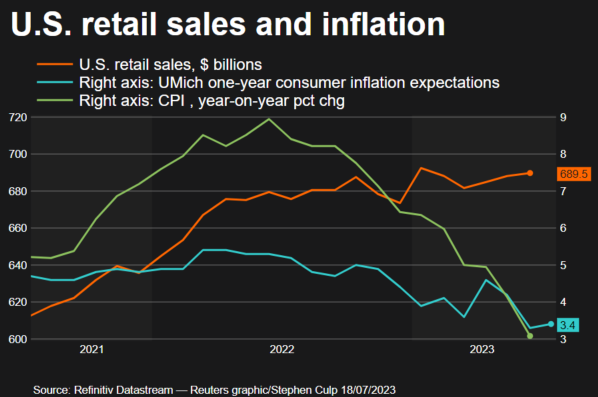 U.S. retail sales and inflation
U.S. retail sales, $ billions
Right axis: UMich one-year consumer inflation expectations
Right axis: CPI , year-on-year pct chg
720 9
700 8
680 7
660 6
640 5
620 4
600 3
689.5
3.4
2021 2022 2023
Source: Refinitiv Datastream — Reuters graphic/Stephen Culp 18/07/2023